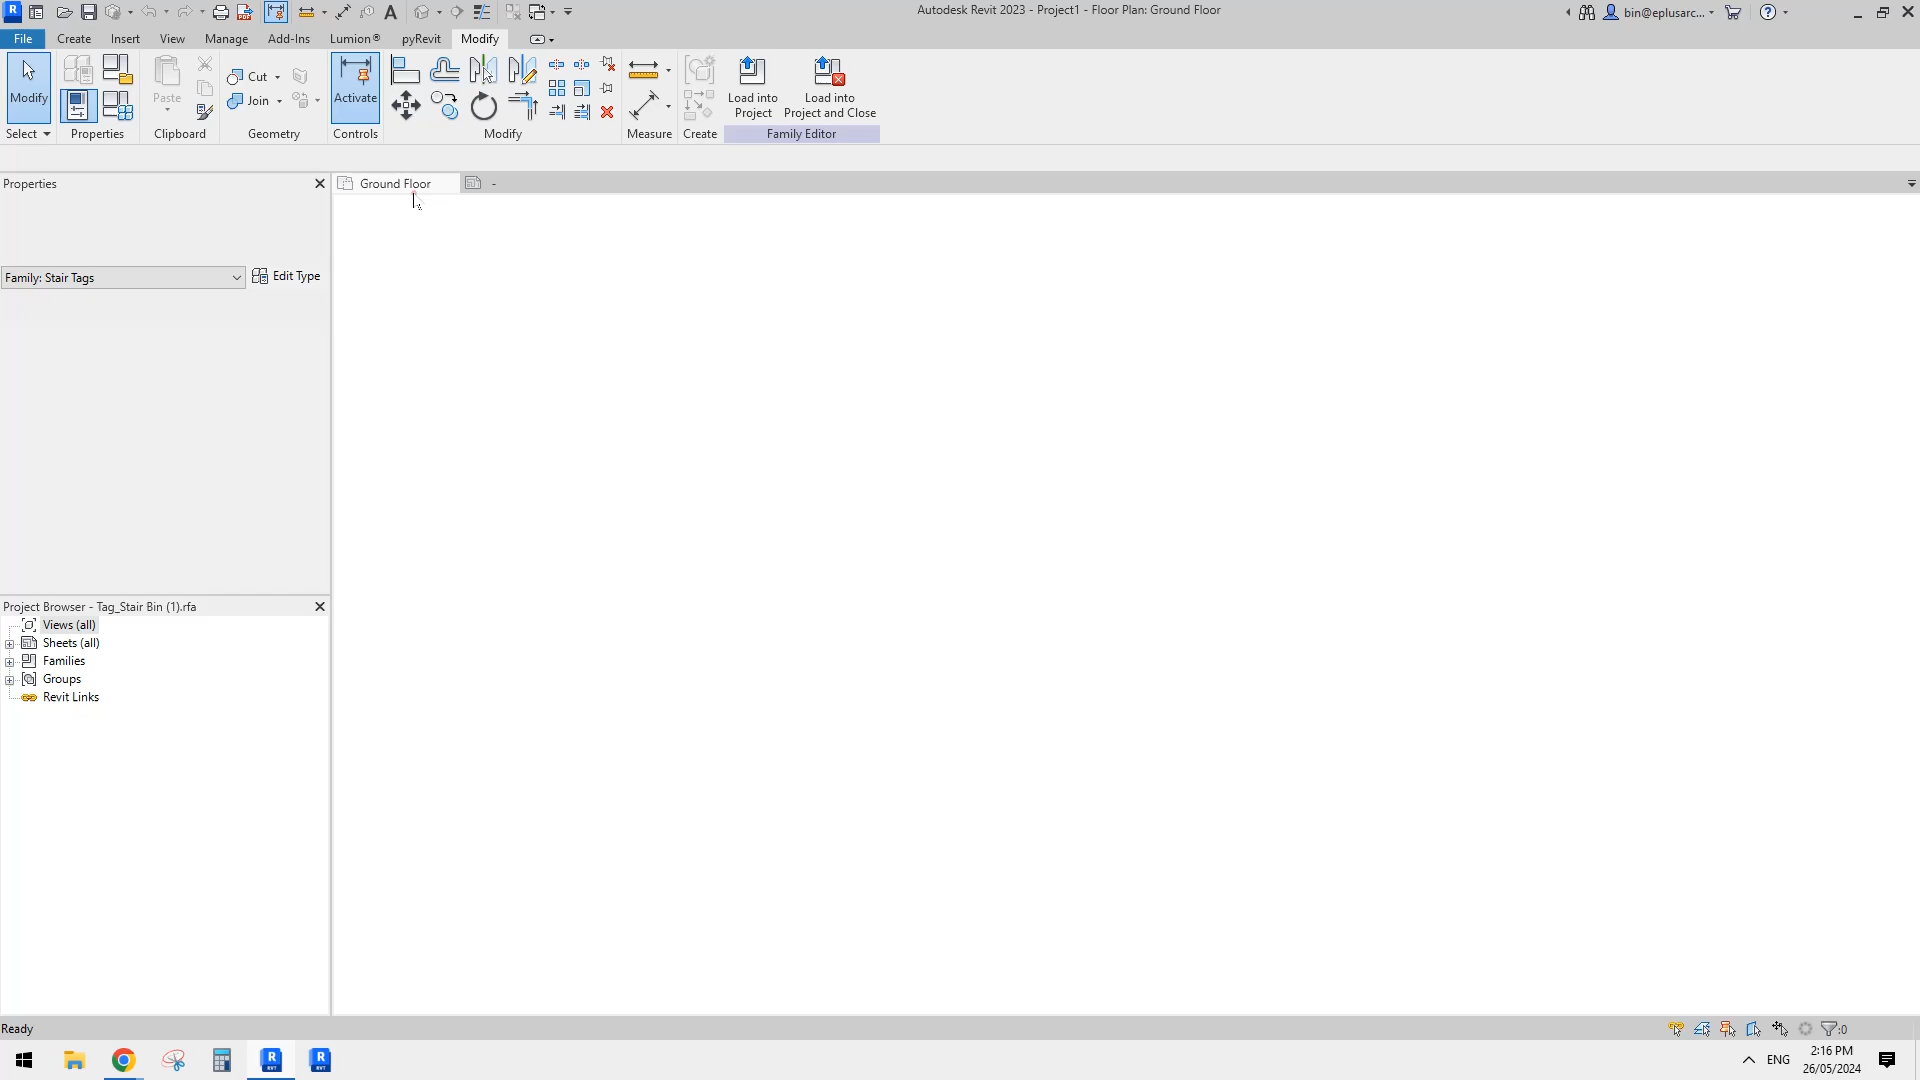 Autodesk Revit 2023 - Project1 - Floor Plan: Ground Floor
bin@eplusarc...
File Create Insert View Manage Add-Ins Lumion® pyRevit Modify
Modify
Paste
Cut
Join
Activate
Load into Project
Load into Project and Close
Select Properties Clipboard Geometry Controls Modify Measure Create Family Editor
Properties
Ground Floor
-
Family: Stair Tags
Edit Type
Project Browser - Tag_Stair Bin (1).rfa
Views (all)
Sheets (all)
Families
Groups
Revit Links
Ready
:0
ENG
2:16 PM
26/05/2024